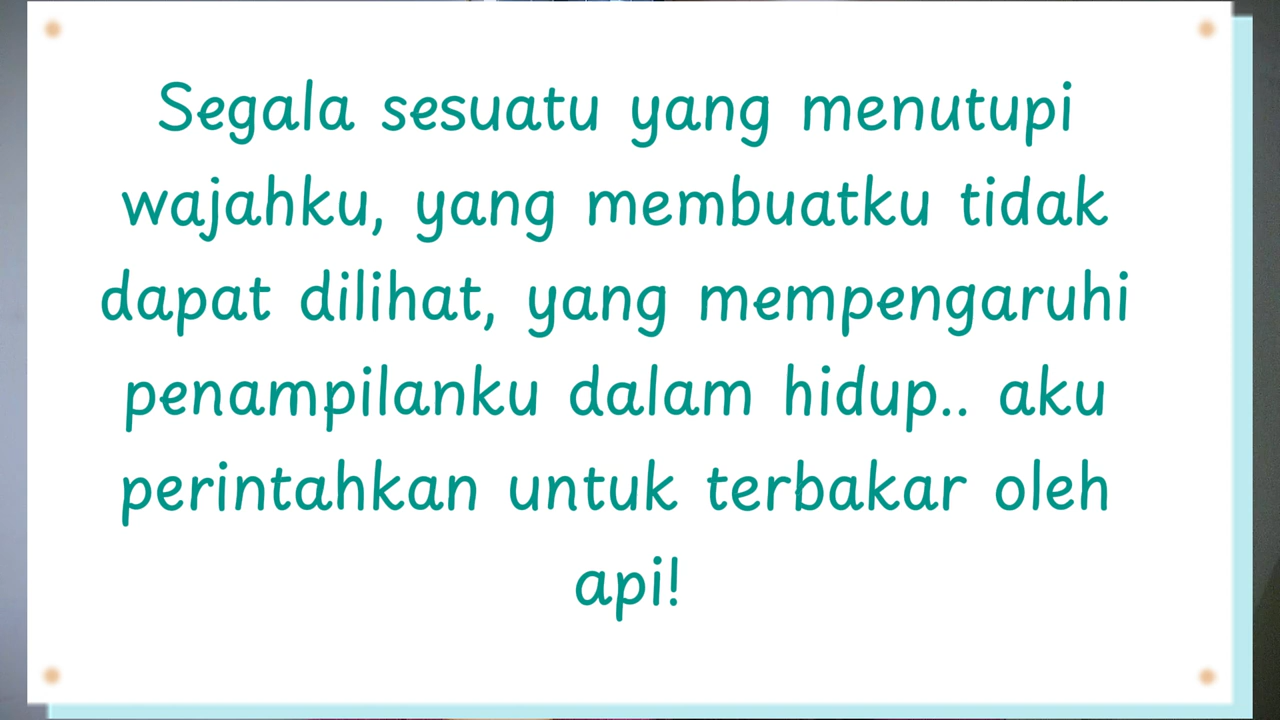 Segala sesuatu yang menutupi
wajahku, yang membuatku tidak
dapat dilihat, yang mempengaruhi
penampilanku dalam hidup.. aku
perintahkan untuk terbakar oleh
api!